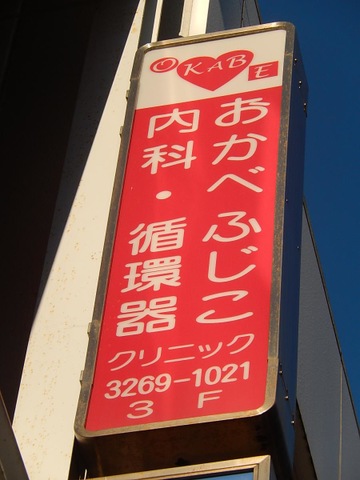 OKABE
おかべ ふじこ
内科・循環器
クリニック
3269-1021
3F